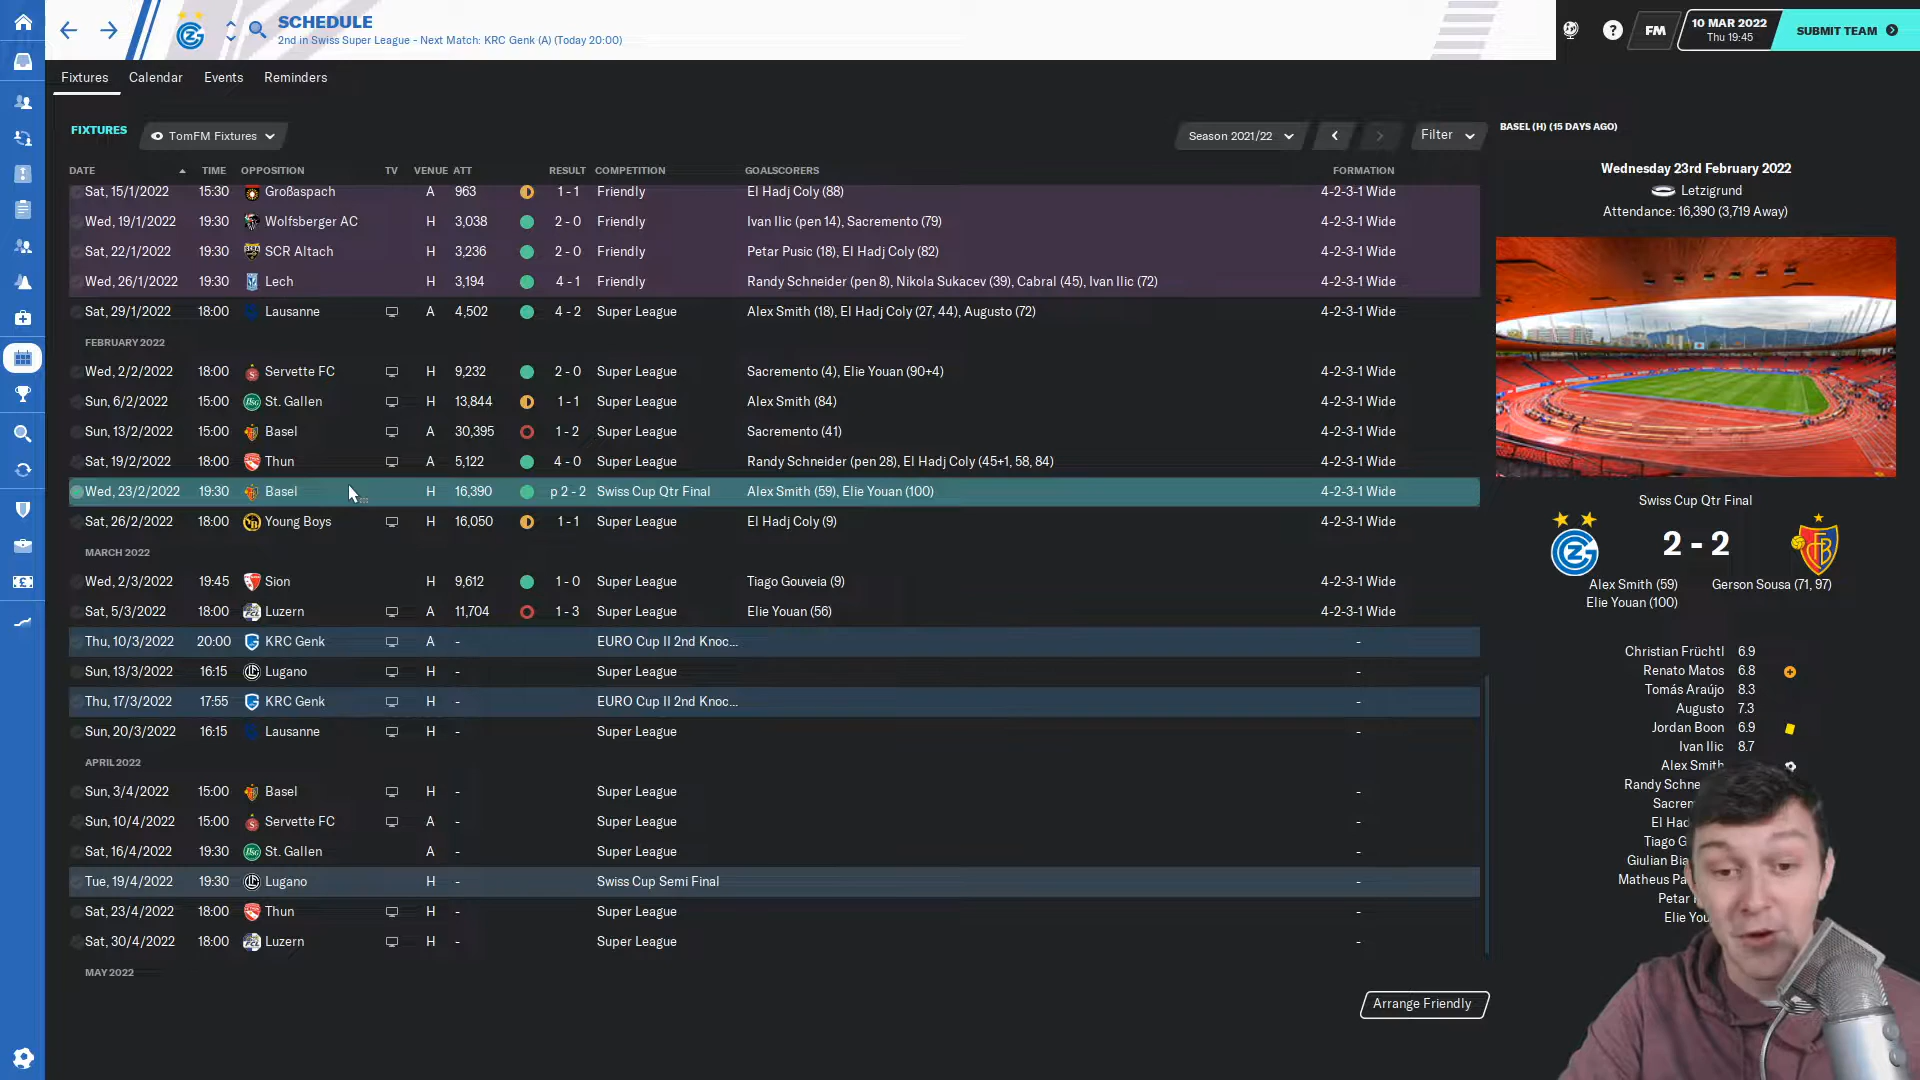 SCHEDULE
2nd in Swiss Super League - Next Match: KRC Genk (A) (Today 20:00)
FM
10 MAR 2022
Thu 19:45
SUBMIT TEAM
Fixtures Calendar Events Reminders
FIXTURES TomFM Fixtures Season 2021/22 Filter
DATE TIME OPPOSITION TV VENUE ATT RESULT COMPETITION GOALSCORERS FORMATION
Sat, 15/1/2022 15:30 Großaspach A 963 1 - 1 Friendly El Hadj Coly (88) 4-2-3-1 Wide
Wed, 19/1/2022 19:30 Wolfsberger AC H 3,038 2 - 0 Friendly Ivan Ilic (pen 14), Sacremento (79) 4-2-3-1 Wide
Sat, 22/1/2022 19:30 SCR Altach H 3,236 2 - 0 Friendly Petar Pusic (18), El Hadj Coly (82) 4-2-3-1 Wide
Wed, 26/1/2022 19:30 Lech H 3,194 4 - 1 Friendly Randy Schneider (pen 8), Nikola Sukacev (39), Cabral (45), Ivan Ilic (72) 4-2-3-1 Wide
Sat, 29/1/2022 18:00 Lausanne A 4,502 4 - 2 Super League Alex Smith (18), El Hadj Coly (27, 44), Augusto (72) 4-2-3-1 Wide
FEBRUARY 2022
Wed, 2/2/2022 18:00 Servette FC H 9,232 2 - 0 Super League Sacremento (4), Elie Youan (90+4) 4-2-3-1 Wide
Sun, 6/2/2022 15:00 St. Gallen H 13,844 1 - 1 Super League Alex Smith (84) 4-2-3-1 Wide
Sun, 13/2/2022 15:00 Basel A 30,395 1 - 2 Super League Sacremento (41) 4-2-3-1 Wide
Sat, 19/2/2022 18:00 Thun A 5,122 4 - 0 Super League Randy Schneider (pen 28), El Hadj Coly (45+1, 58, 84) 4-2-3-1 Wide
Wed, 23/2/2022 19:30 Basel H 16,390 p 2 - 2 Swiss Cup Qtr Final Alex Smith (59), Elie Youan (100) 4-2-3-1 Wide
Sat, 26/2/2022 18:00 Young Boys H 16,050 1 - 1 Super League El Hadj Coly (9) 4-2-3-1 Wide
MARCH 2022
Wed, 2/3/2022 19:45 Sion H 9,612 1 - 0 Super League Tiago Gouveia (9) 4-2-3-1 Wide
Sat, 5/3/2022 18:00 Luzern A 11,704 1 - 3 Super League Elie Youan (56) 4-2-3-1 Wide
Thu, 10/3/2022 20:00 KRC Genk A - EURO Cup II 2nd Knoc... -
Sun, 13/3/2022 16:15 Lugano H - Super League -
Thu, 17/3/2022 17:55 KRC Genk H - EURO Cup II 2nd Knoc... -
Sun, 20/3/2022 16:15 Lausanne H - Super League -
APRIL 2022
Sun, 3/4/2022 15:00 Basel H - Super League -
Sun, 10/4/2022 15:00 Servette FC A - Super League -
Sat, 16/4/2022 19:30 St. Gallen A - Super League -
Tue, 19/4/2022 19:30 Lugano H - Swiss Cup Semi Final -
Sat, 23/4/2022 18:00 Thun H - Super League -
Sat, 30/4/2022 18:00 Luzern H - Super League -
MAY 2022
Arrange Friendly
BASEL (H) (15 DAYS AGO)
Wednesday 23rd February 2022
Letzigrund
Attendance: 16,390 (3,719 Away)
Swiss Cup Qtr Final
2 - 2
Alex Smith (59) Gerson Sousa (71, 97)
Elie Youan (100)
Christian Früchtl 6.9
Renato Matos 6.8
Tomás Araújo 8.3
Augusto 7.3
Jordan Boon 6.9
Ivan Ilic 8.7
Alex Smith
Randy Schne
Sacrem
El Had
Tiago G
Giulian Bia
Matheus Pa
Petar
Elie You